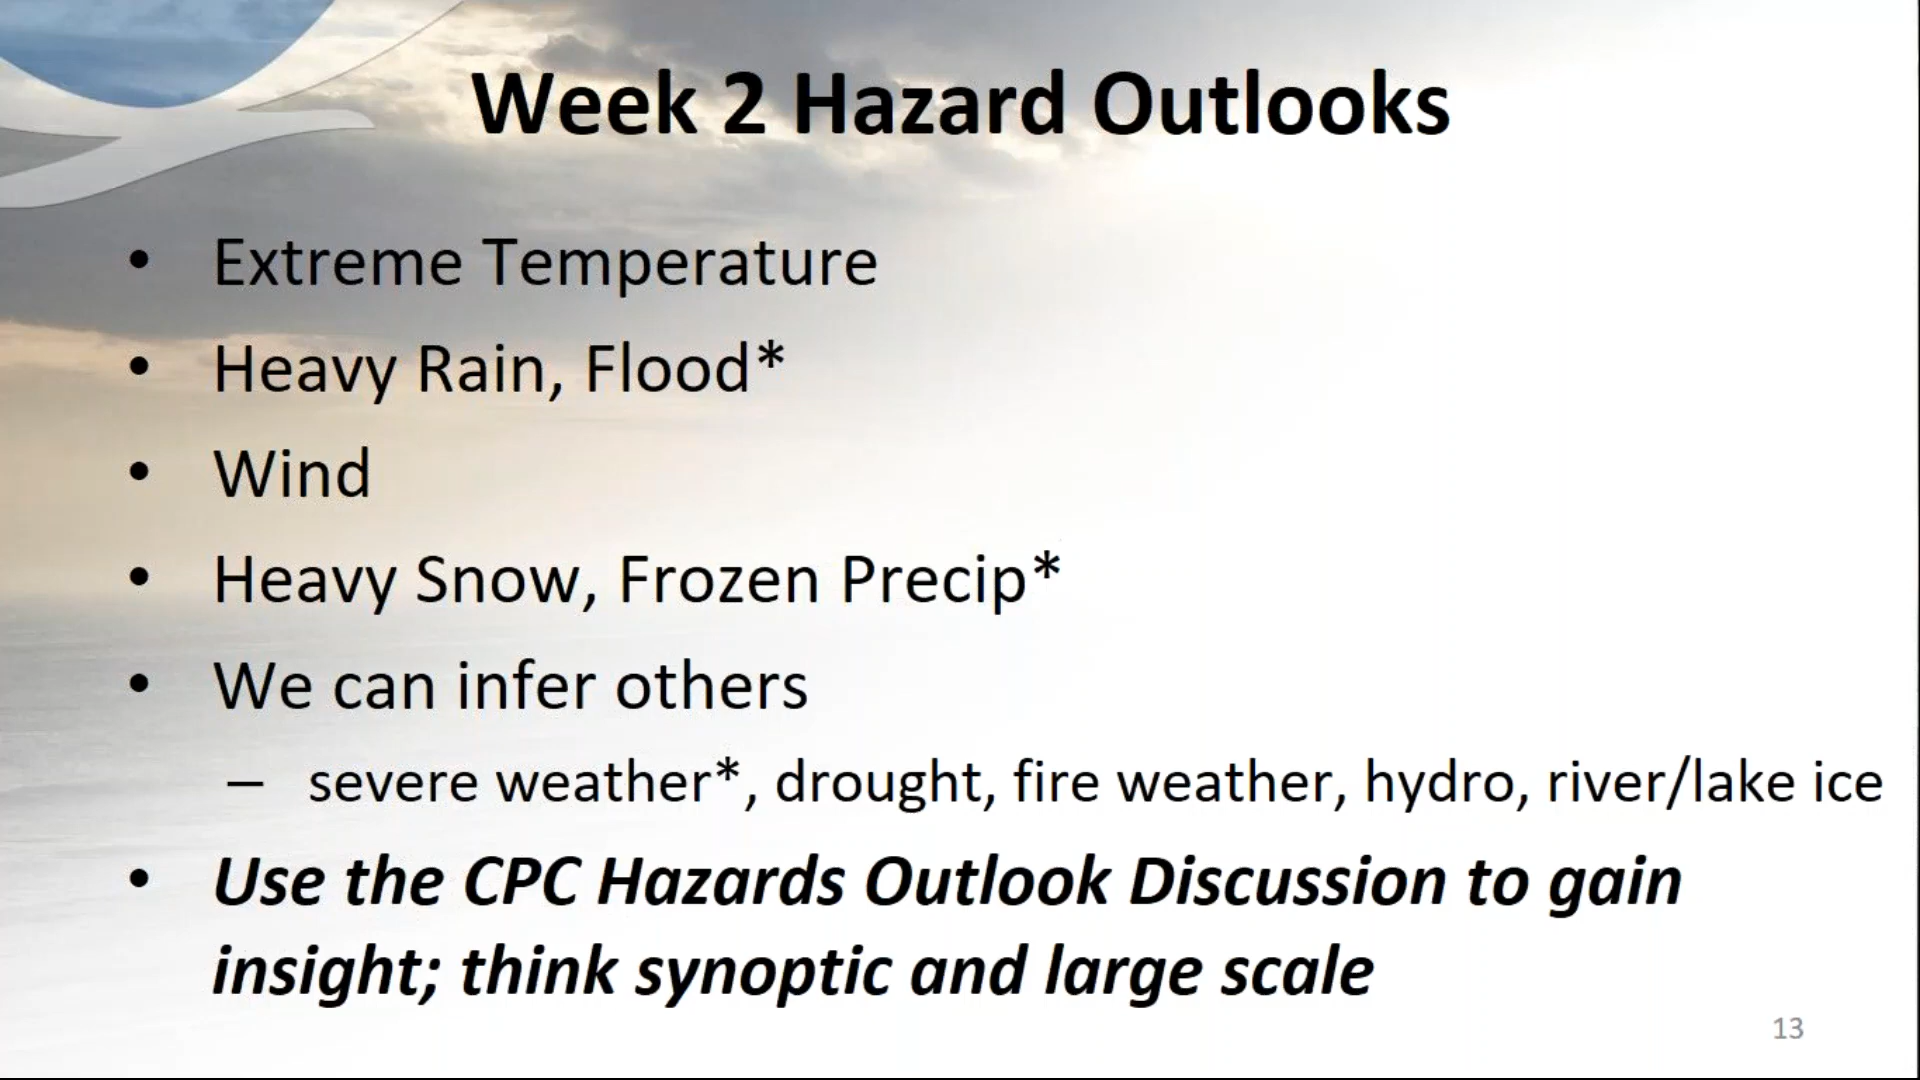 Week 2 Hazard Outlooks
• Extreme Temperature
• Heavy Rain, Flood*
• Wind
• Heavy Snow, Frozen Precip*
• We can infer others
– severe weather*, drought, fire weather, hydro, river/lake ice
• Use the CPC Hazards Outlook Discussion to gain
insight; think synoptic and large scale
13